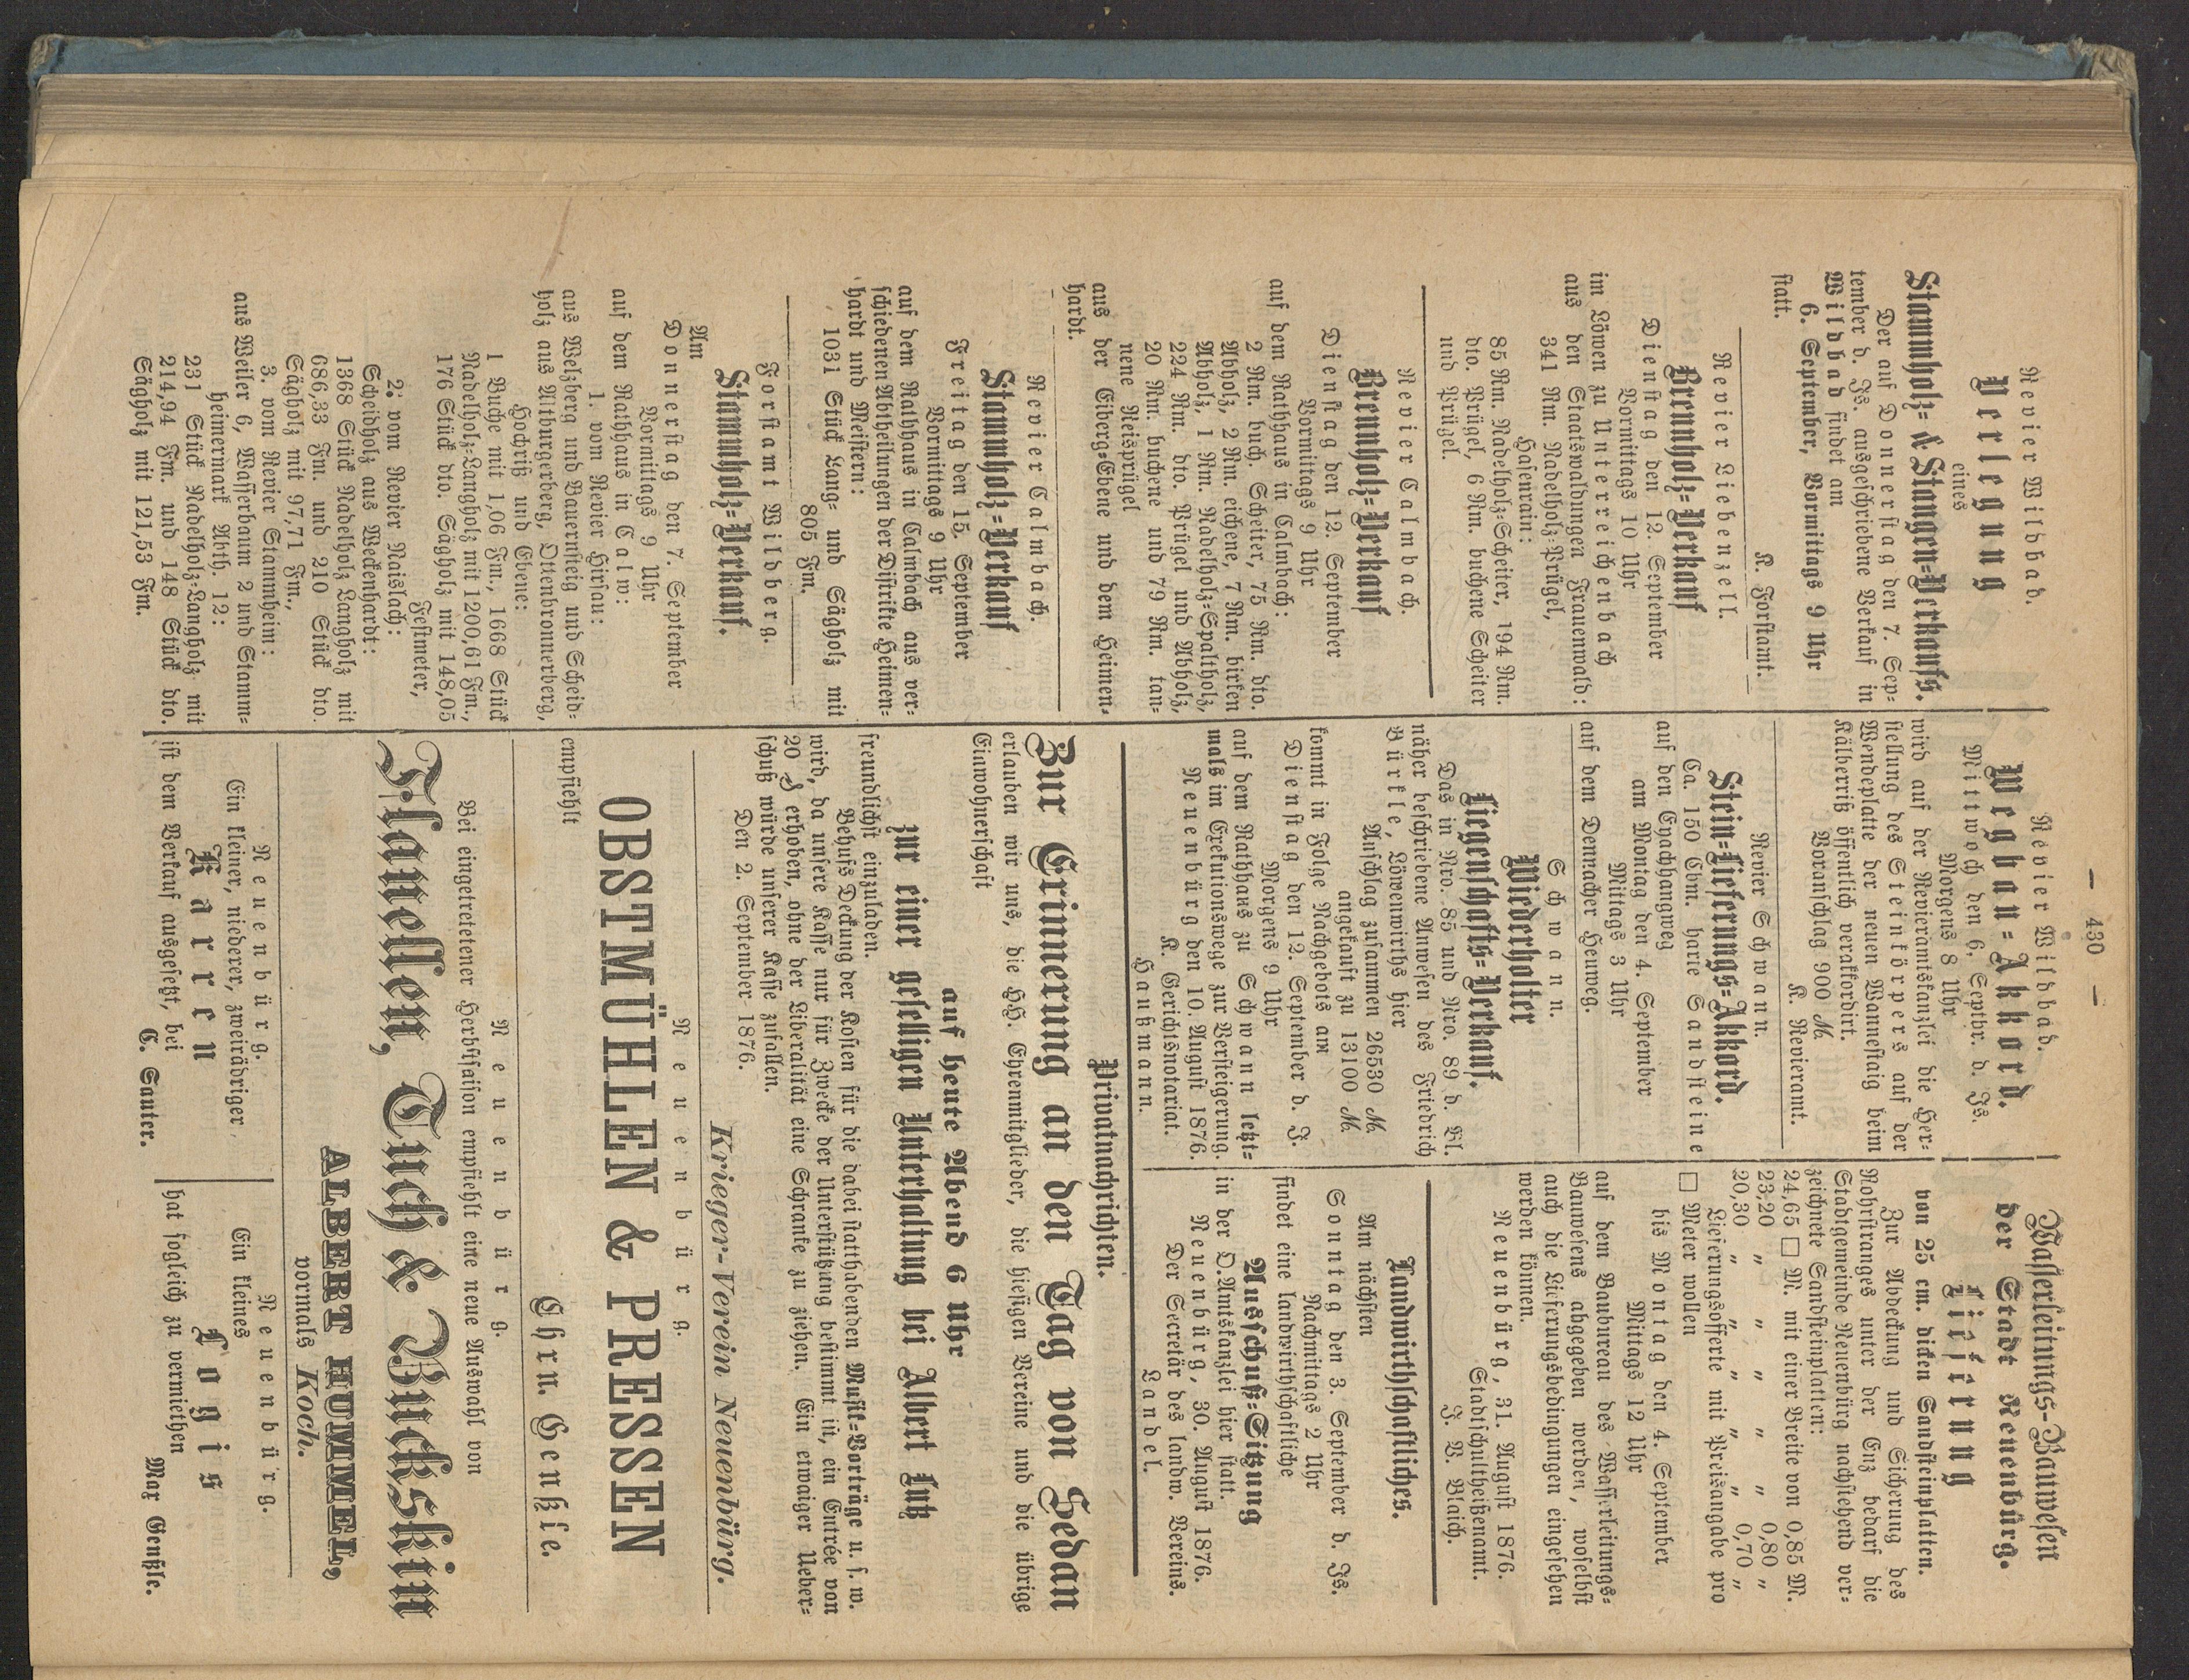 — 430 —
Revier Wildbad.
Verlegung
eines
Stammholz- & Stangen-Verkaufs.
Der auf Donnerstag den 7. Sep-
tember d. Js. ausgeschriebene Verkauf in
Wildbad findet am
6. September, Vormittags 9 Uhr
statt.
K. Forstamt.
Revier Liebenzell.
Brennholz-Verkauf
Dienstag den 12. September
Vormittags 10 Uhr
im Löwen zu Unterreichenbach
aus den Staatswaldungen Frauenwald:
341 Rm. Nadelholz-Prügel,
Hasenrain:
85 Rm. Nadelholz-Scheiter, 194 Rm.
dto. Prügel, 6 Rm. buchene Scheiter
und Prügel.
Revier Calmbach.
Brennholz-Verkauf
Dienstag den 12. September
Vormittags 9 Uhr
auf dem Rathhaus in Calmbach:
2 Rm. buch. Scheiter, 75 Rm. dto.
Abholz, 2 Rm. eichene, 7 Rm. birken
Abholz, 1 Rm. Nadelholz-Spaltholz,
224 Rm. dto. Prügel und Abholz,
20 Rm. buchene und 79 Rm. tan-
nene Reisprügel
aus der Eiberg-Ebene und dem Heimen-
hardt.
Revier Calmbach.
Stammholz-Verkauf
Freitag den 15. September
Vormittags 9 Uhr
auf dem Rathhaus in Calmbach aus ver-
schiedenen Abtheilungen der Distrikte Heimen-
hardt und Meistern:
1031 Stück Lang- und Sägholz mit
805 Fm.
Forstamt Wildberg.
Stammholz-Verkauf.
Am
Donnerstag den 7. September
Vormittags 9 Uhr
auf dem Rathhaus in Calw:
1. vom Revier Hirsau:
aus Welzberg und Bauernsteig und Scheid-
holz aus Altburgerberg, Ottenbronnerberg,
Hochriß und Ebene:
1 Buche mit 1,06 Fm., 1668 Stück
Nadelholz-Langholz mit 1200,61 Fm.,
176 Stück dto. Sägholz mit 148,05
Festmeter,
2. vom Revier Naislach:
Scheidholz aus Weckenhardt:
1368 Stück Nadelholz Langholz mit
686,33 Fm. und 210 Stück dto.
Sägholz mit 97,71 Fm.,
3. vom Revier Stammheim:
aus Weiler 6, Wasserbaum 2 und Stamm-
heimermark Abth. 12:
231 Stück Nadelholz-Langholz mit
214,94 Fm. und 148 Stück dto.
Sägholz mit 121,53 Fm.
Revier Wildbad.
Wegbau-Akkord.
Mittwoch den 6. Septbr. d. Js.
Morgens 8 Uhr
wird auf der Revieramtskanzlei die Her-
stellung des Steinkörpers auf der
Wendeplatte der neuen Wannestaig beim
Kälberriß öffentlich verakkordirt.
Voranschlag 900 M.
K. Revieramt.
Revier Schwann.
Stein-Lieferungs-Akkord.
Ca. 150 Cbm. harte Sandsteine
auf den Eyachhangweg
am Montag den 4. September
Mittags 3 Uhr
auf dem Dennacher Heuweg.
Schwann.
Wiederholter
Liegenschafts-Verkauf.
Das in Nro. 85 und Nro. 89 d. Bl.
näher beschriebene Anwesen des Friedrich
Bürkle, Löwenwirths hier
Anschlag zusammen 26530 M.
angekauft zu 13100 M.
kommt in Folge Nachgebots am
Dienstag den 12. September d. J.
Morgens 9 Uhr
auf dem Rathhaus zu Schwann letzt-
mals im Exekutionswege zur Versteigerung.
Neuenbürg den 10. August 1876.
K. Gerichtsnotariat.
Haußmann.
Wasserleitungs-Bauwesen
der Stadt Neuenbürg.
Lieferung
von 25 cm. dicken Sandsteinplatten.
Zur Abdeckung und Sicherung des
Rohrstranges unter der Enz bedarf die
Stadtgemeinde Neuenbürg nachstehend ver-
zeichnete Sandsteinplatten:
24,65 □ M. mit einer Breite von 0,85 M.
23,20 „ „ „ „ „ 0,80 „
20,30 „ „ „ „ „ 0,70 „
Lieferungsofferte mit Preisangabe pro
□ Meter wollen
bis Montag den 4. September
Mittags 12 Uhr
auf dem Baubureau des Wasserleitungs-
Bauwesens abgegeben werden, woselbst
auch die Lieferungsbedingungen eingesehen
werden können.
Neuenbürg, 31. August 1876.
Stadtschultheißenamt.
J. V. Blaich.
Landwirthschaftliches.
Am nächsten
Sonntag den 3. September d. Js.
Nachmittags 2 Uhr
findet eine landwirthschaftliche
Ausschuß-Sitzung
in der O.Amtskanzlei hier statt.
Neuenbürg, 30. August 1876.
Der Secretär des landw. Vereins.
Landel.
Privatnachrichten.
Zur Erinnerung an den Tag von Sedan
erlauben wir uns, die HH. Ehrenmitglieder, die hiesigen Vereine und die übrige
Einwohnerschaft
auf heute Abend 6 Uhr
zur einer geselligen Unterhaltung bei Albert Lutz
freundlichst einzuladen.
Behufs Deckung der Kosten für die dabei statthabenden Musik-Vorträge u. s. w.
wird, da unsere Kasse nur für Zwecke der Unterstützung bestimmt ist, ein Entrée von
20 ₰ erhoben, ohne der Liberalität eine Schranke zu ziehen. Ein etwaiger Ueber-
schuß würde unserer Kasse zufallen.
Den 2. September 1876.
Krieger-Verein Neuenbürg.
Neuenbürg.
OBSTMÜHLEN & PRESSEN
empfiehlt
Chrn. Genßle.
Neuenbürg.
Bei eingetretetener Herbstsaison empfiehlt eine neue Auswahl von
Flanellen, Tuch & Buckskin
ALBERT HUMMEL,
vormals Koch.
Neuenbürg.
Ein kleiner, niederer, zweirädriger
Karren
ist dem Verkauf ausgesetzt, bei
C. Sauter.
Neuenbürg.
Ein kleines
Logis
hat sogleich zu vermiethen
Max Genßle.